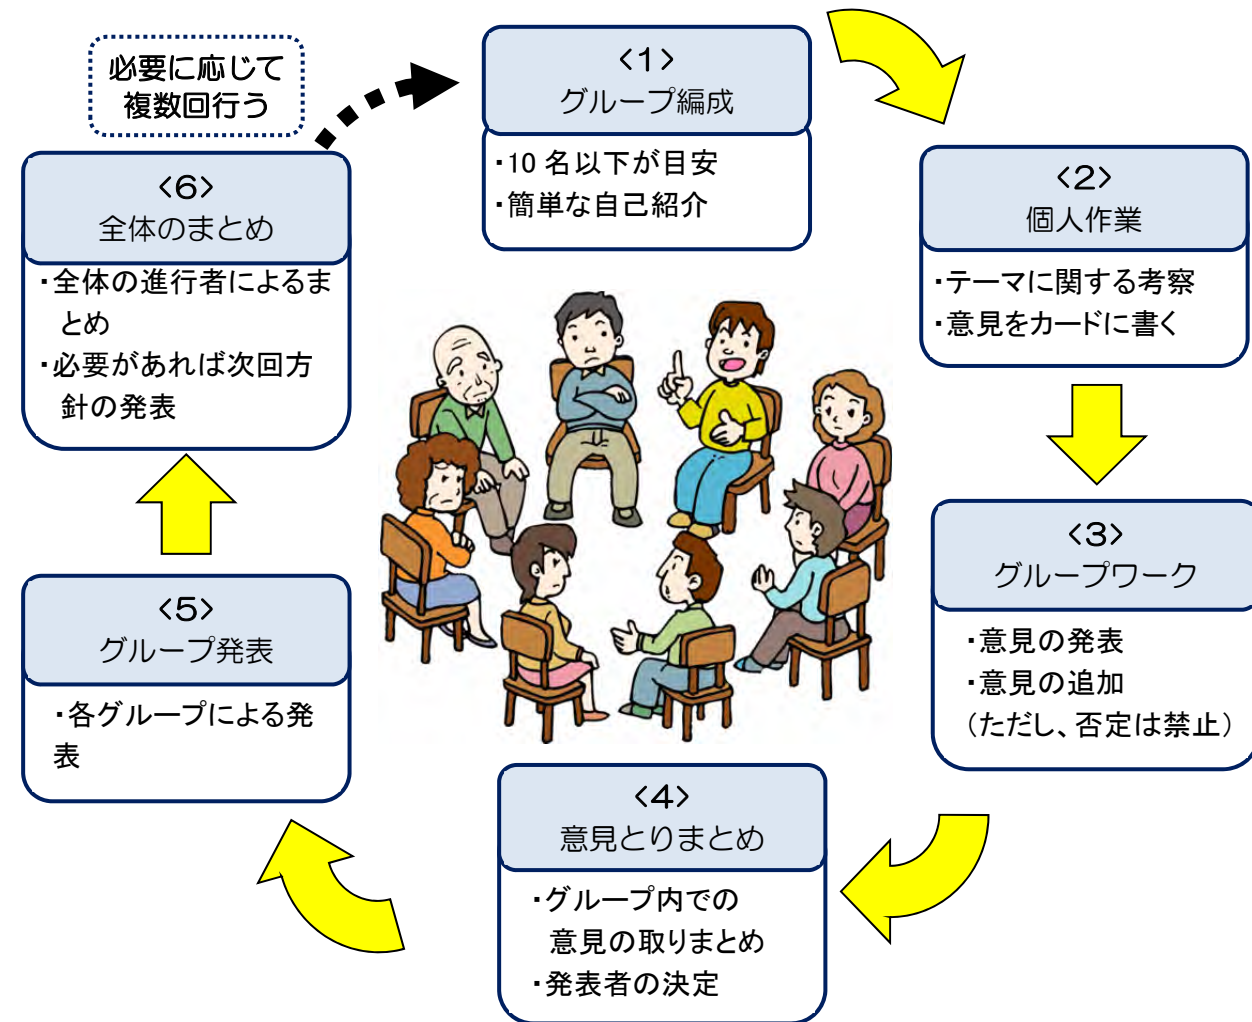 必要に応じて
複数回行う
<1>
グループ編成
・10 名以下が目安
・簡単な自己紹介
<2>
個人作業
・テーマに関する考察
・意見をカードに書く
<3>
グループワーク
・意見の発表
・意見の追加
（ただし、否定は禁止）
<4>
意見とりまとめ
・グループ内での
意見の取りまとめ
・発表者の決定
<5>
グループ発表
・各グループによる発
表
<6>
全体のまとめ
・全体の進行者によるま
とめ
・必要があれば次回方
針の発表